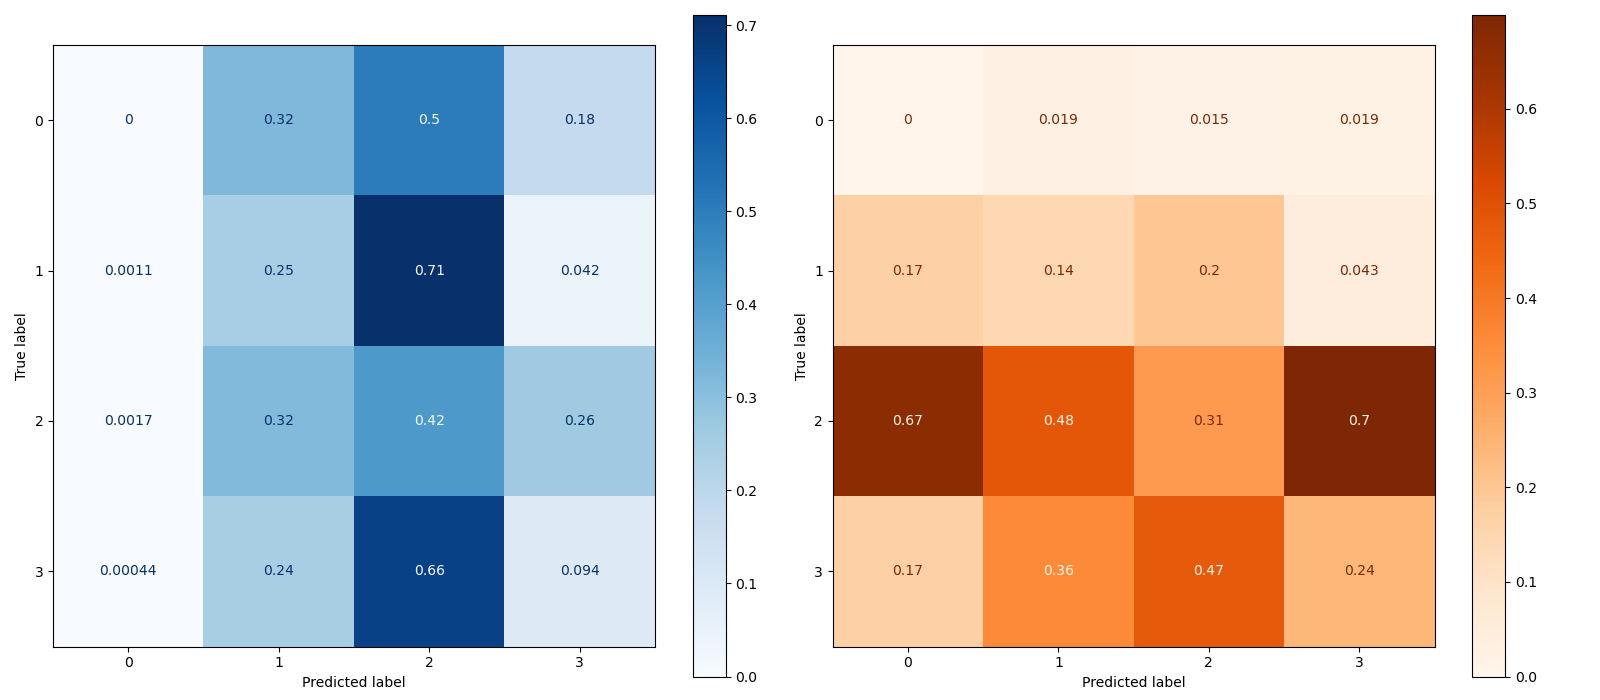 0.7
0.6
0.5
0.4
0.3
0.2
0.1
0.0
True label
0
1
2
3
0 0.32 0.5 0.18
0.0011 0.25 0.71 0.042
0.0017 0.32 0.42 0.26
0.00044 0.24 0.66 0.094
0 1 2 3
Predicted label
0.6
0.5
0.4
0.3
0.2
0.1
0.0
True label
0
1
2
3
0 0.019 0.015 0.019
0.17 0.14 0.2 0.043
0.67 0.48 0.31 0.7
0.17 0.36 0.47 0.24
0 1 2 3
Predicted label